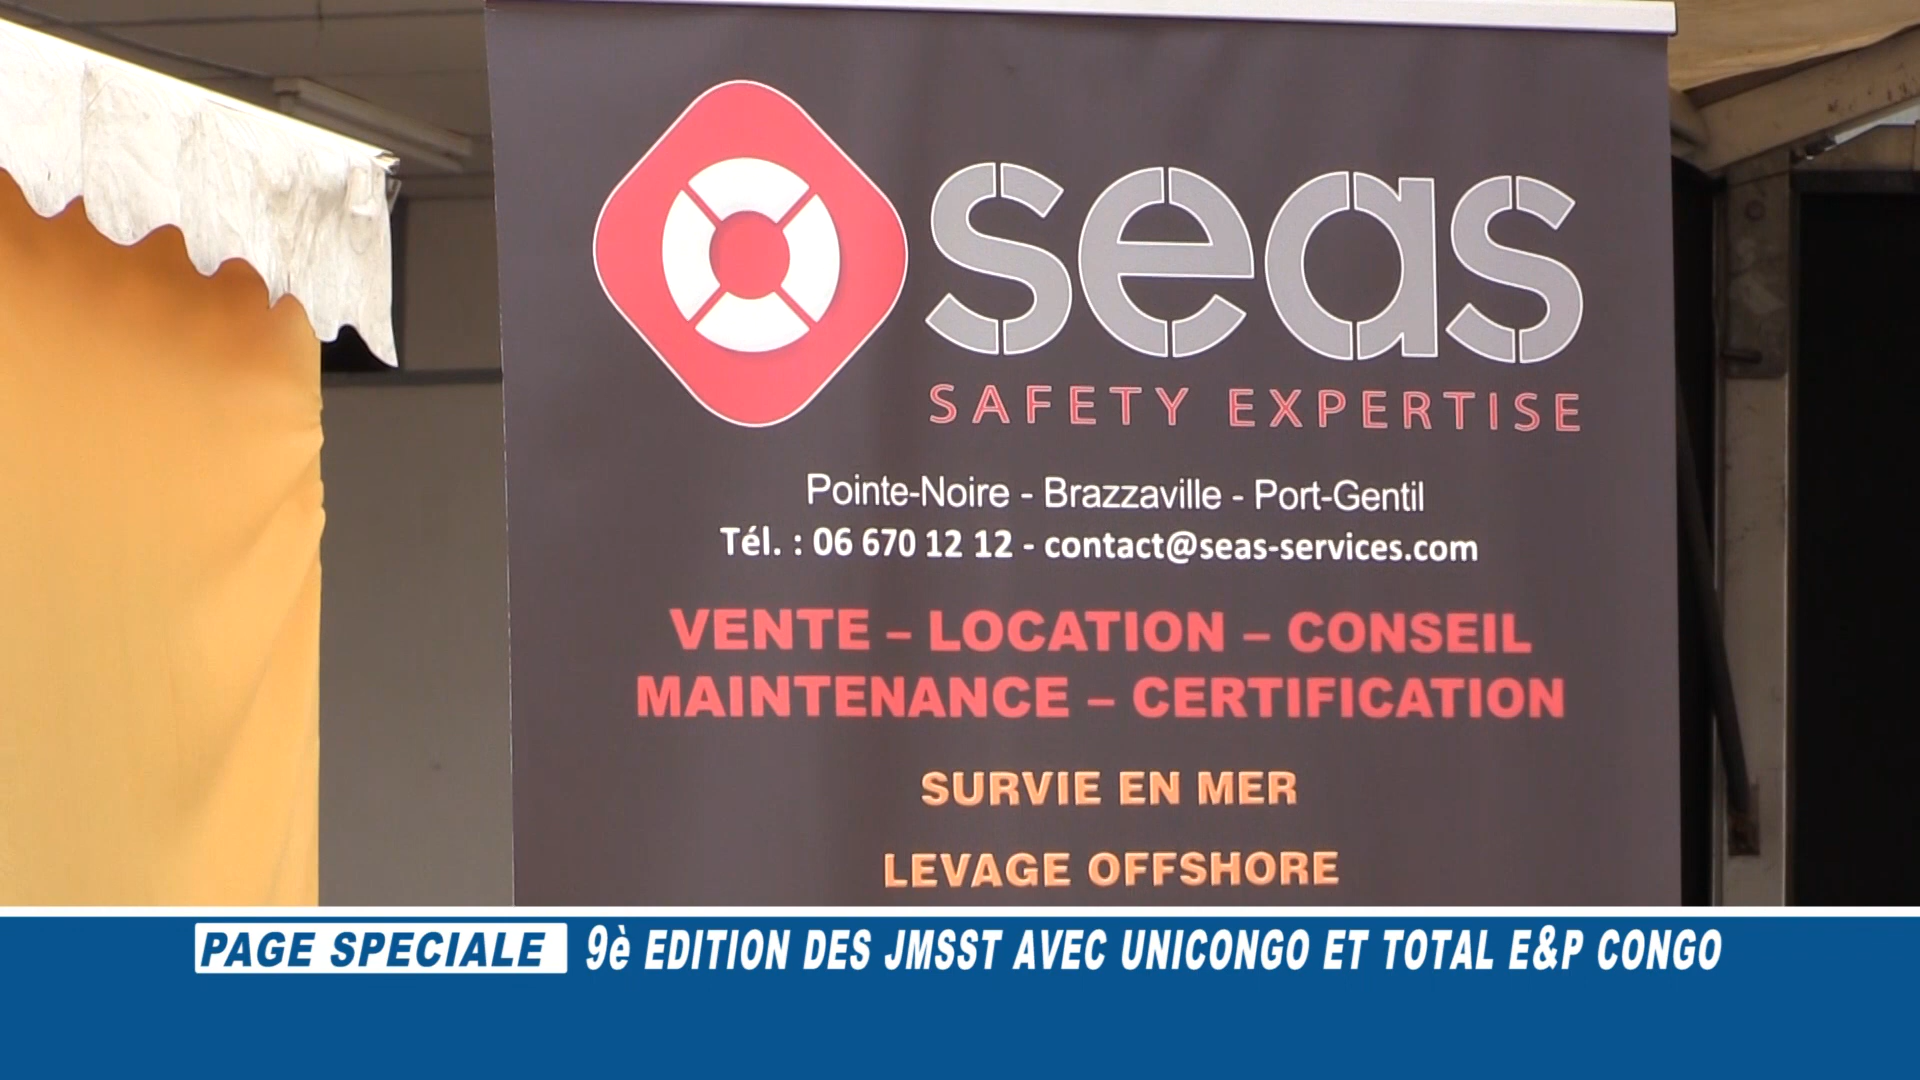 seas
SAFETY EXPERTISE
Pointe-Noire - Brazzaville - Port-Gentil
Tél. : 06 670 12 12 - contact@seas-services.com
VENTE – LOCATION – CONSEIL
MAINTENANCE – CERTIFICATION
SURVIE EN MER
LEVAGE OFFSHORE
PAGE SPECIALE 9è EDITION DES JMSST AVEC UNICONGO ET TOTAL E&P CONGO